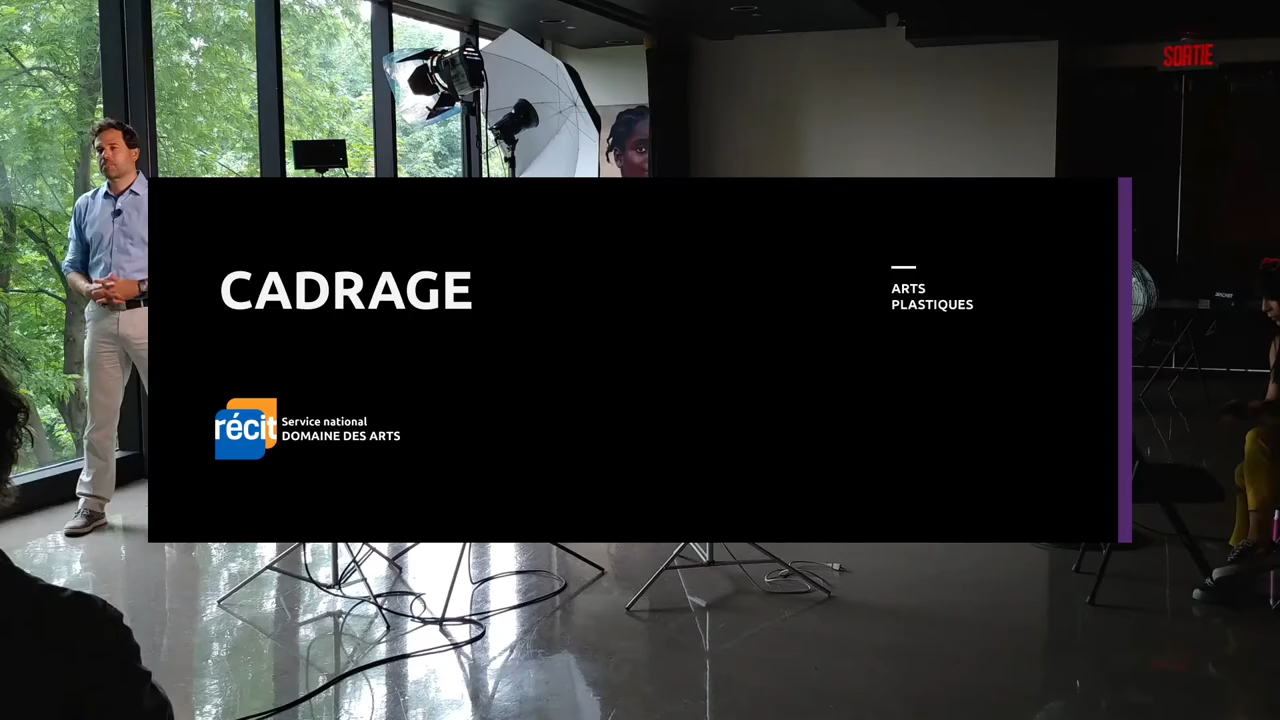 SORTIE
CADRAGE
ARTS
PLASTIQUES
récit
Service national
DOMAINE DES ARTS